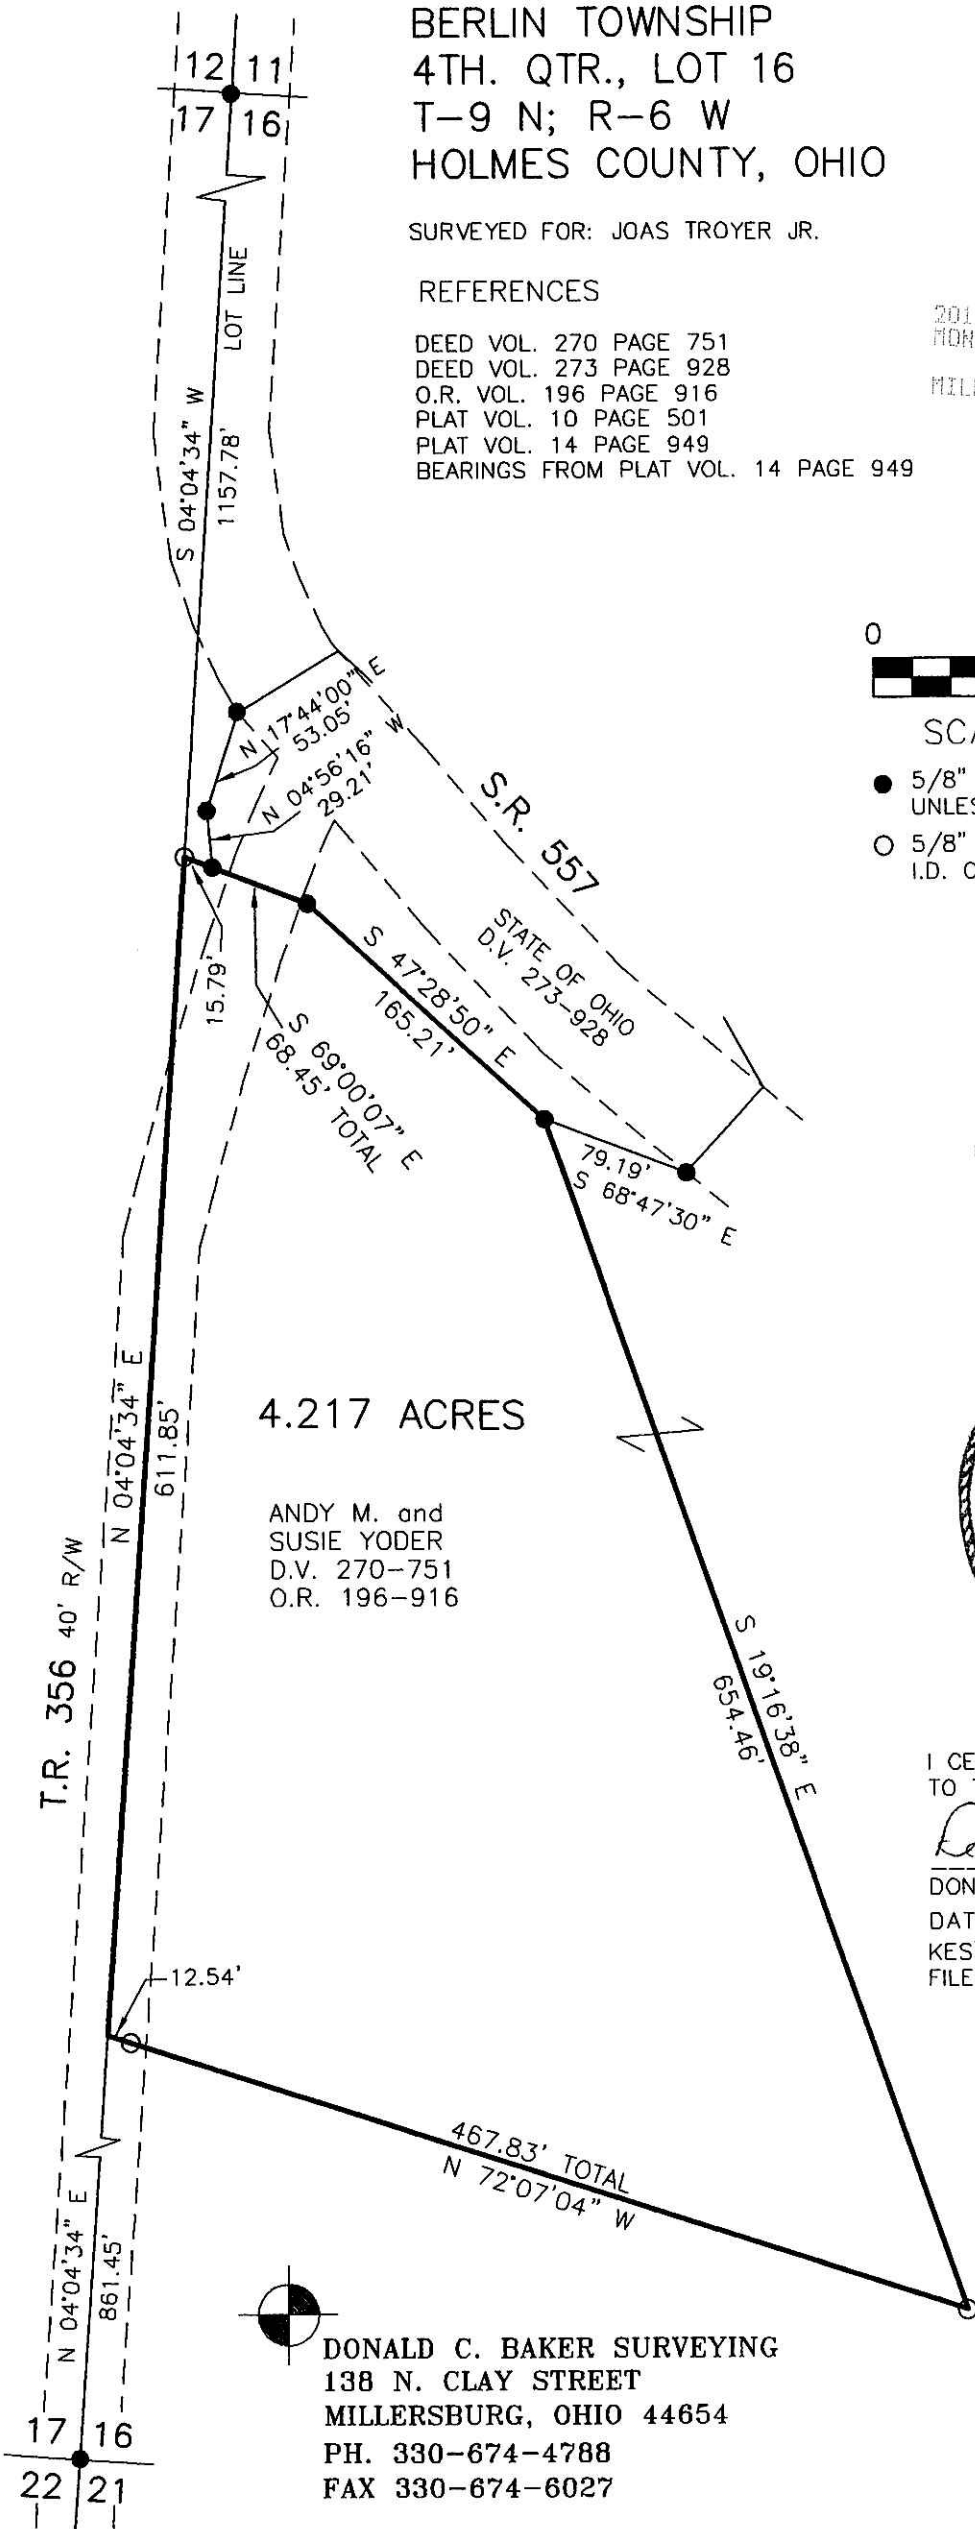 BERLIN TOWNSHIP
4TH. QTR., LOT 16
T-9 N; R-6 W
HOLMES COUNTY, OHIO
SURVEYED FOR: JOAS TROYER JR.
REFERENCES
DEED VOL. 270 PAGE 751
DEED VOL. 273 PAGE 928
O.R. VOL. 196 PAGE 916
PLAT VOL. 10 PAGE 501
PLAT VOL. 14 PAGE 949
BEARINGS FROM PLAT VOL. 14 PAGE 949
12 11
17 16
LOT LINE
S 04°04'34" W
1157.78'
0
5/8"
5/8"
I.D.
N 17°44'00" E
53.05'
N 04°56'16" W
29.21'
S.R. 557
STATE OF OHIO
D.V. 273-928
S 47°28'50" E
165.21'
15.79'
S 69°00'07" E
68.45' TOTAL
79.19'
S 68°47'30" E
N 04°04'34" E
611.85'
4.217 ACRES
ANDY M. and
SUSIE YODER
D.V. 270-751
O.R. 196-916
T.R. 356 40' R/W
S 19°16'38" E
654.46'
I
TO
12.54'
467.83' TOTAL
N 72°07'04" W
N 04°04'34" E
861.45'
17 16
22 21
DONALD C. BAKER SURVEYING
138 N. CLAY STREET
MILLERSBURG, OHIO 44654
PH. 330-674-4788
FAX 330-674-6027